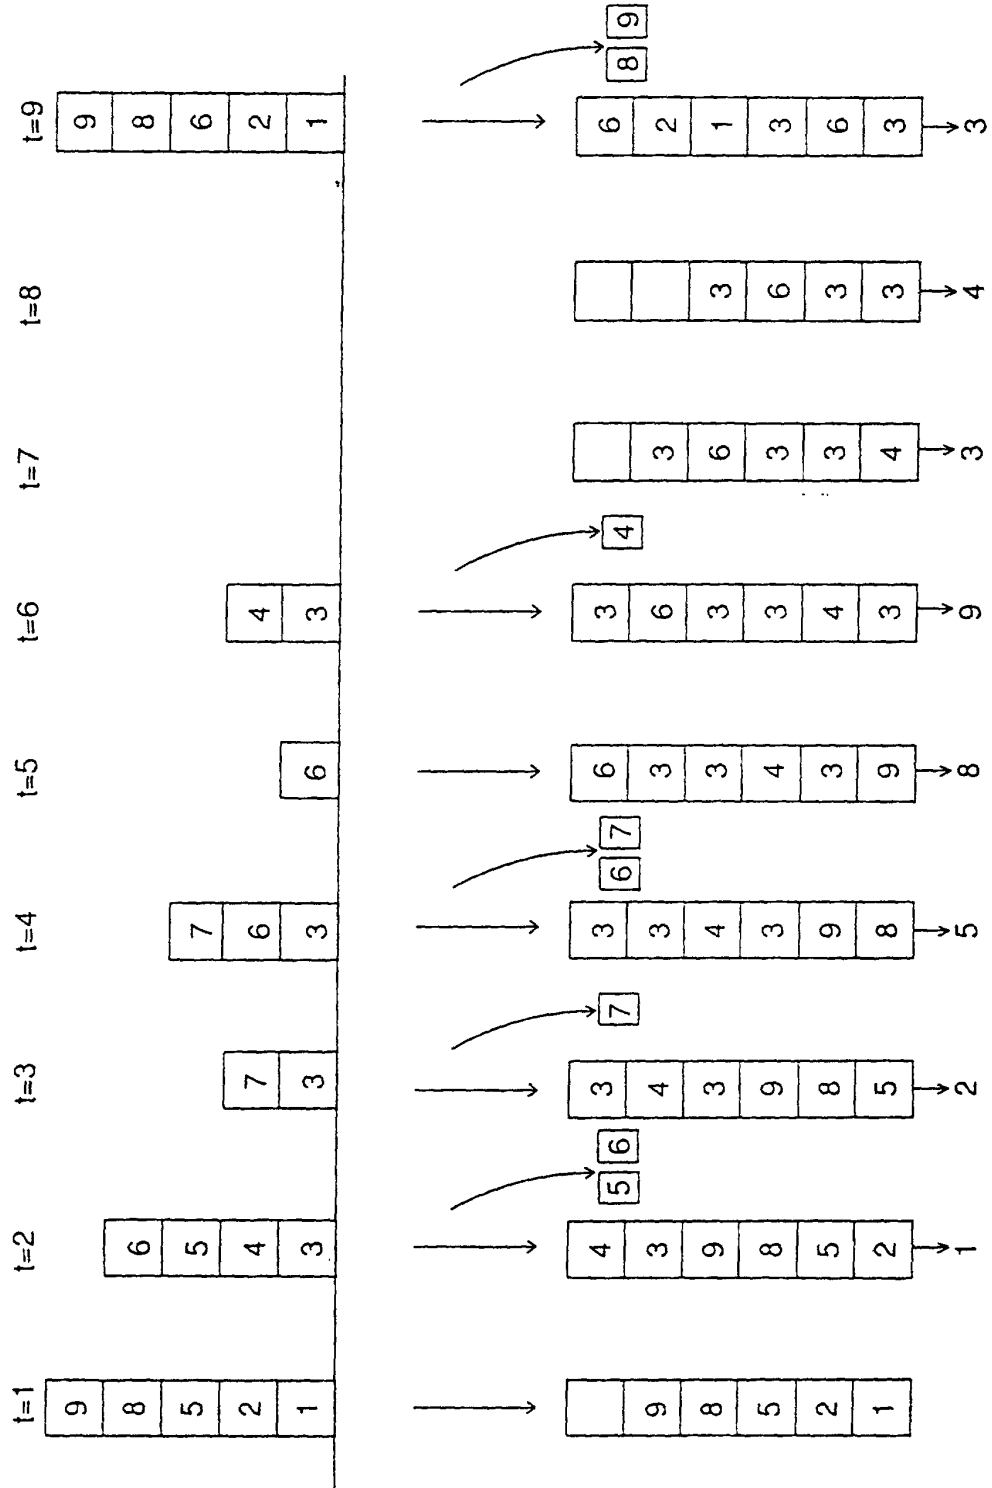 t=1 t=2 t=3 t=4 t=5 t=6 t=7 t=8 t=9
9 9
8 6 8
5 5 7 6
2 4 7 6 4 2
1 3 3 3 6 3 1
4 5 6 3 7 3 6 7 6 3 4 6 8 9
9 3 4 3 3 6 3 2
8 9 3 4 3 3 6 3 1
5 8 9 3 4 3 3 6 3
2 5 8 9 3 4 3 3 6
1 2 5 8 9 3 4 3 3
1 2 5 8 9 3 4 3